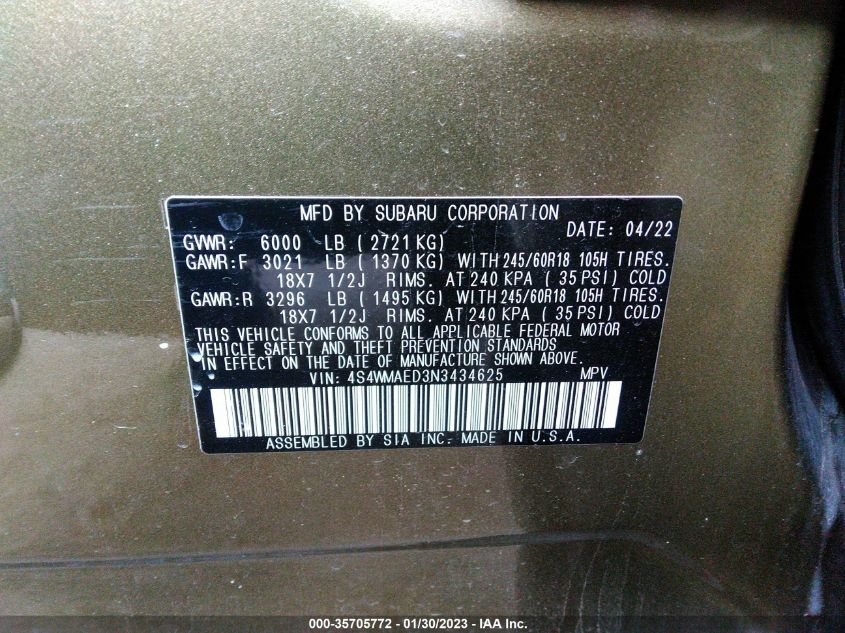 MFD BY SUBARU CORPORATION
DATE: 04/22
GVWR: 6000 LB ( 2721 KG)
GAWR:F 3021 LB ( 1370 KG) WITH 245/60R18 105H TIRES.
18X7 1/2J RIMS. AT 240 KPA ( 35 PSI) COLD
GAWR:R 3296 LB ( 1495 KG) WITH 245/60R18 105H TIRES.
18X7 1/2J RIMS. AT 240 KPA ( 35 PSI) COLD
THIS VEHICLE CONFORMS TO ALL APPLICABLE FEDERAL MOTOR
VEHICLE SAFETY AND THEFT PREVENTION STANDARDS
IN EFFECT ON THE DATE OF MANUFACTURE SHOWN ABOVE.
VIN: 4S4WMAED3N3434625 MPV
ASSEMBLED BY SIA INC. MADE IN U.S.A.
000-35705772 - 01/30/2023 - IAA Inc.